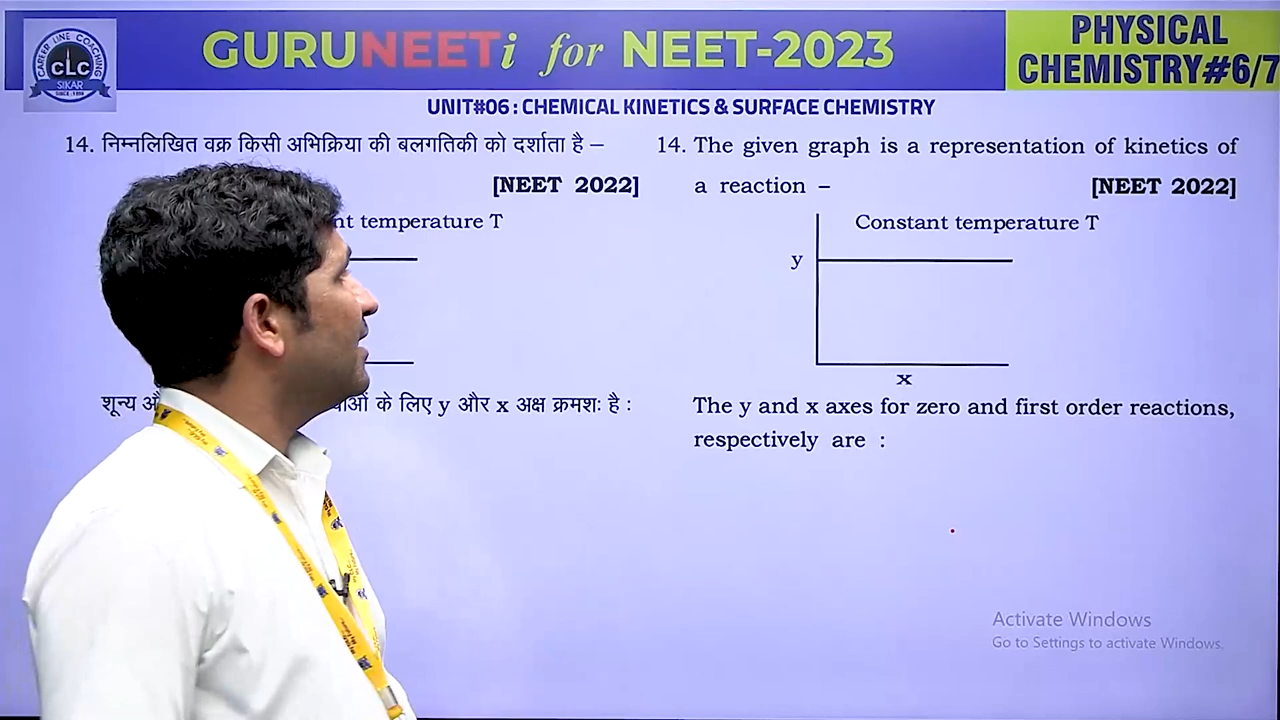 CAREER LINE COACHING
CLC
SIKAR
SINCE : 1996
GURUNEETi for NEET-2023
PHYSICAL
CHEMISTRY#6/7
UNIT#06 : CHEMICAL KINETICS & SURFACE CHEMISTRY
14. निम्नलिखित वक्र किसी अभिक्रिया की बलगतिकी को दर्शाता है –
[NEET 2022]
nt temperature T
शून्य औ
ओं के लिए y और x अक्ष क्रमशः है :
14. The given graph is a representation of kinetics of
a reaction –
[NEET 2022]
Constant temperature T
y
x
The y and x axes for zero and first order reactions,
respectively are :
Activate Windows
Go to Settings to activate Windows.